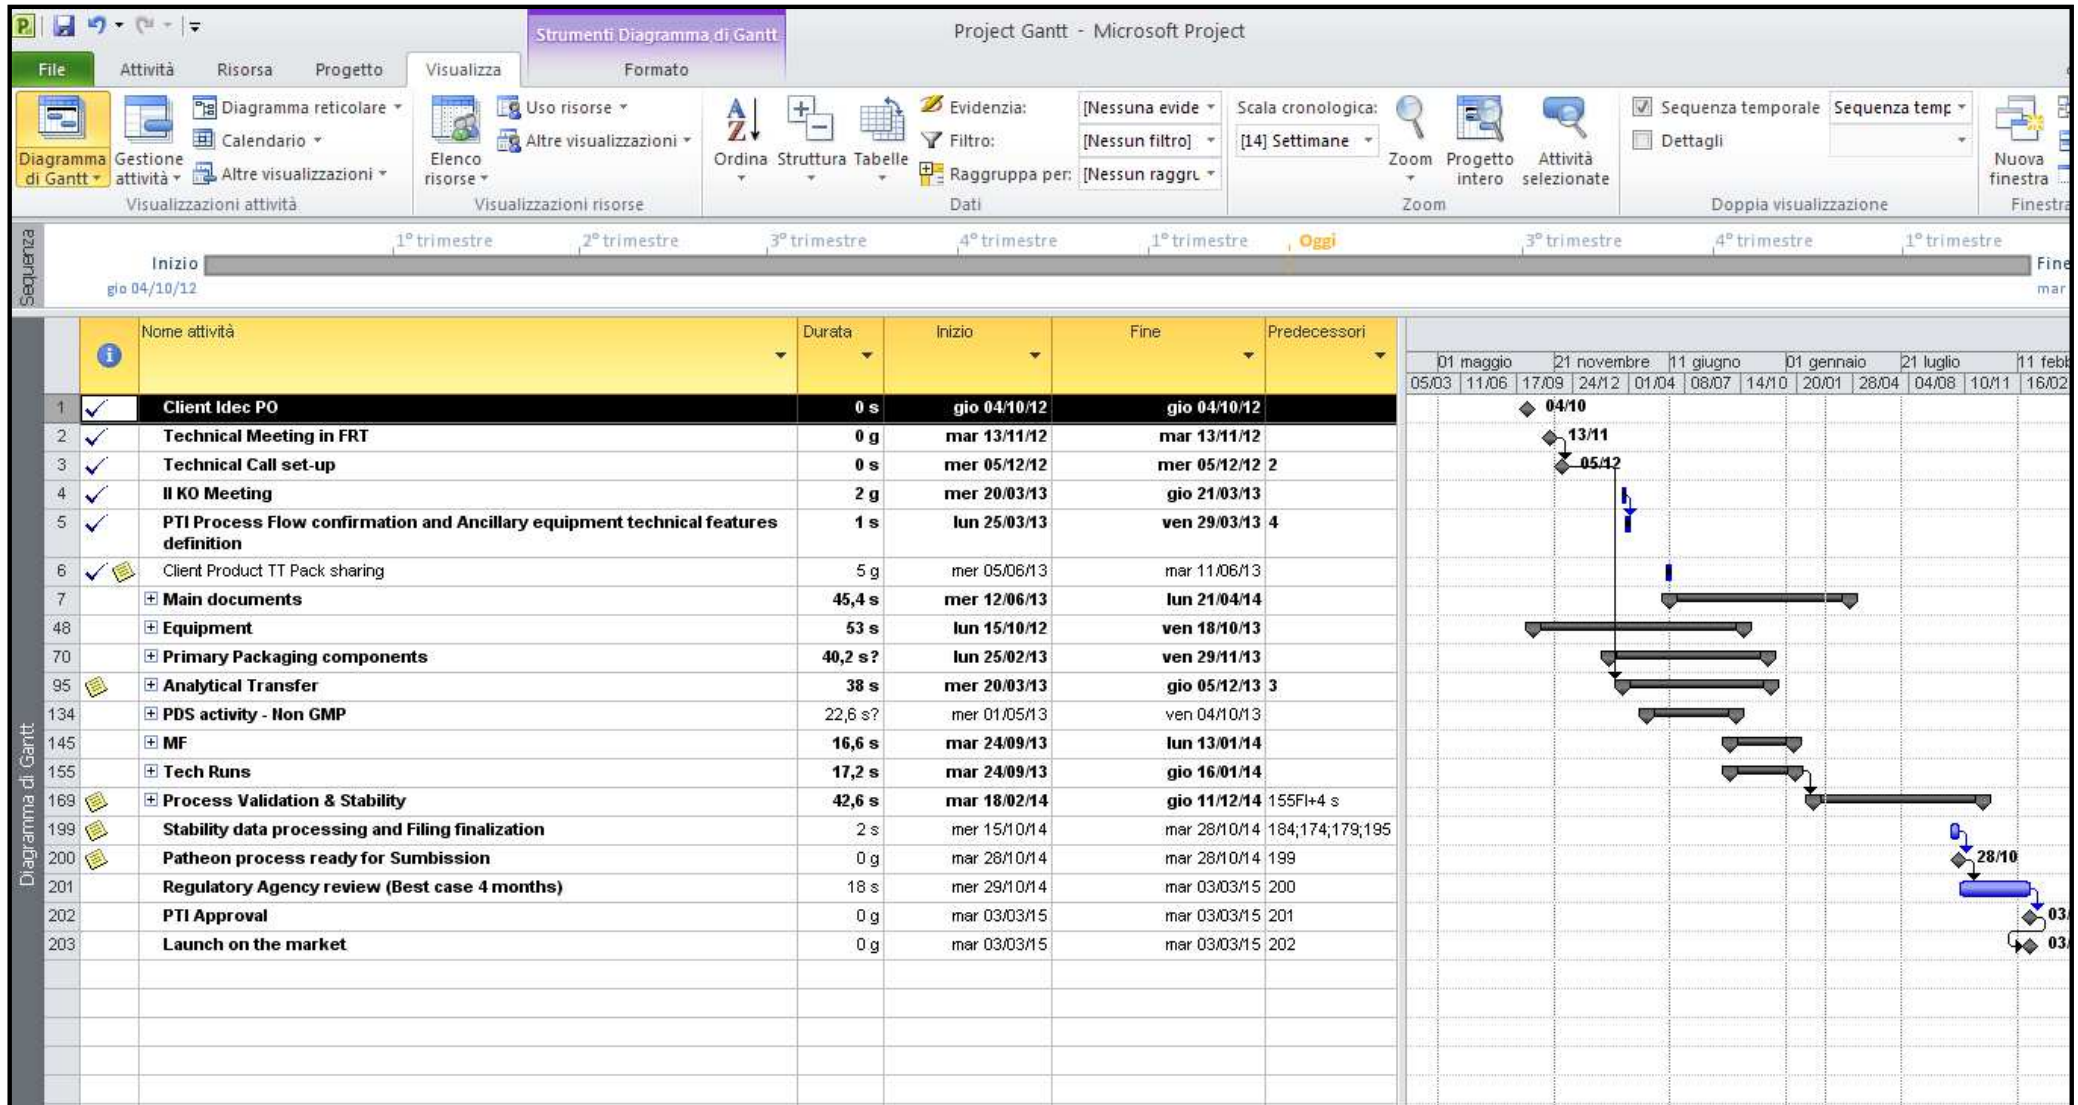 Strumenti Diagramma di Gantt
Project Gantt - Microsoft Project
File Attività Risorsa Progetto Visualizza Formato
Diagramma di Gantt
Gestione attività
Diagramma reticolare
Calendario
Altre visualizzazioni
Visualizzazioni attività
Elenco risorse
Uso risorse
Altre visualizzazioni
Visualizzazioni risorse
Ordina Struttura Tabelle
Evidenzia: [Nessuna evide
Filtro: [Nessun filtro]
Raggruppa per: [Nessun raggru
Dati
Scala cronologica:
[14] Settimane
Zoom
Progetto intero
Attività selezionate
Zoom
Sequenza temporale Sequenza temp
Dettagli
Doppia visualizzazione
Nuova finestra
Finestra
Sequenza
1° trimestre 2° trimestre 3° trimestre 4° trimestre 1° trimestre Oggi 3° trimestre 4° trimestre 1° trimestre
Inizio Fine
gio 04/10/12 mar
Diagramma di Gantt
Nome attività Durata Inizio Fine Predecessori
01 maggio 21 novembre 11 giugno 01 gennaio 21 luglio 11 febb
05/03 11/06 17/09 24/12 01/04 08/07 14/10 20/01 28/04 04/08 10/11 16/02
1 Client Idec PO 0 s gio 04/10/12 gio 04/10/12 04/10
2 Technical Meeting in FRT 0 g mar 13/11/12 mar 13/11/12 13/11
3 Technical Call set-up 0 s mer 05/12/12 mer 05/12/12 2 05/12
4 II KO Meeting 2 g mer 20/03/13 gio 21/03/13
5 PTI Process Flow confirmation and Ancillary equipment technical features 1 s lun 25/03/13 ven 29/03/13 4
definition
6 Client Product TT Pack sharing 5 g mer 05/06/13 mar 11/06/13
7 Main documents 45,4 s mer 12/06/13 lun 21/04/14
48 Equipment 53 s lun 15/10/12 ven 18/10/13
70 Primary Packaging components 40,2 s? lun 25/02/13 ven 29/11/13
95 Analytical Transfer 38 s mer 20/03/13 gio 05/12/13 3
134 PDS activity - Non GMP 22,6 s? mer 01/05/13 ven 04/10/13
145 MF 16,6 s mar 24/09/13 lun 13/01/14
155 Tech Runs 17,2 s mar 24/09/13 gio 16/01/14
169 Process Validation & Stability 42,6 s mar 18/02/14 gio 11/12/14 155FI+4 s
199 Stability data processing and Filing finalization 2 s mer 15/10/14 mar 28/10/14 184;174;179;195
200 Patheon process ready for Sumbission 0 g mar 28/10/14 mar 28/10/14 199 28/10
201 Regulatory Agency review (Best case 4 months) 18 s mer 29/10/14 mar 03/03/15 200
202 PTI Approval 0 g mar 03/03/15 mar 03/03/15 201 03/
203 Launch on the market 0 g mar 03/03/15 mar 03/03/15 202 03/